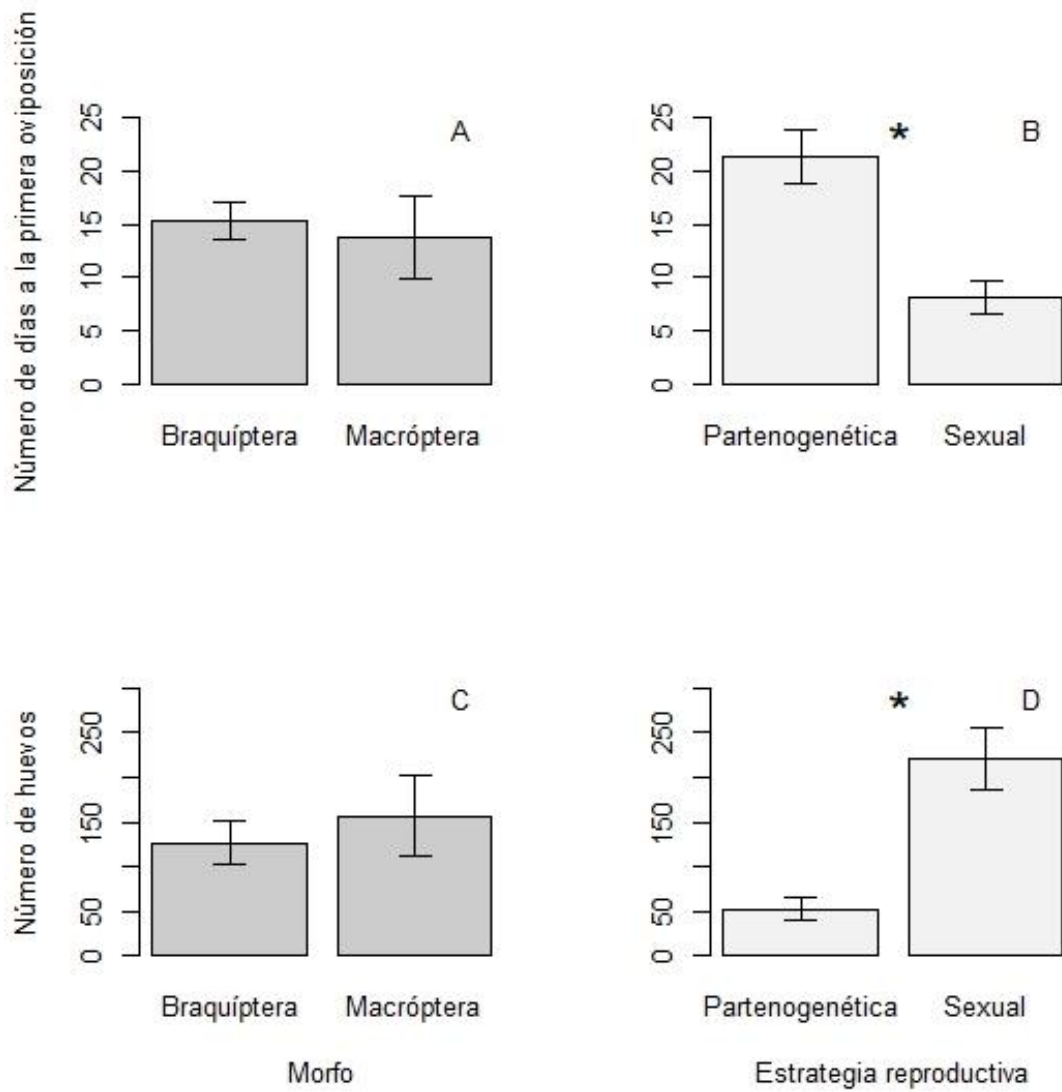 Número de días a la primera oviposición
25
20
15
10
5
0
A
Braquíptera Macróptera
25
20
15
10
5
0
* B
Partenogenética Sexual
Número de huevos
250
150
50
0
C
Braquíptera Macróptera
Morfo
250
150
50
0
* D
Partenogenética Sexual
Estrategia reproductiva